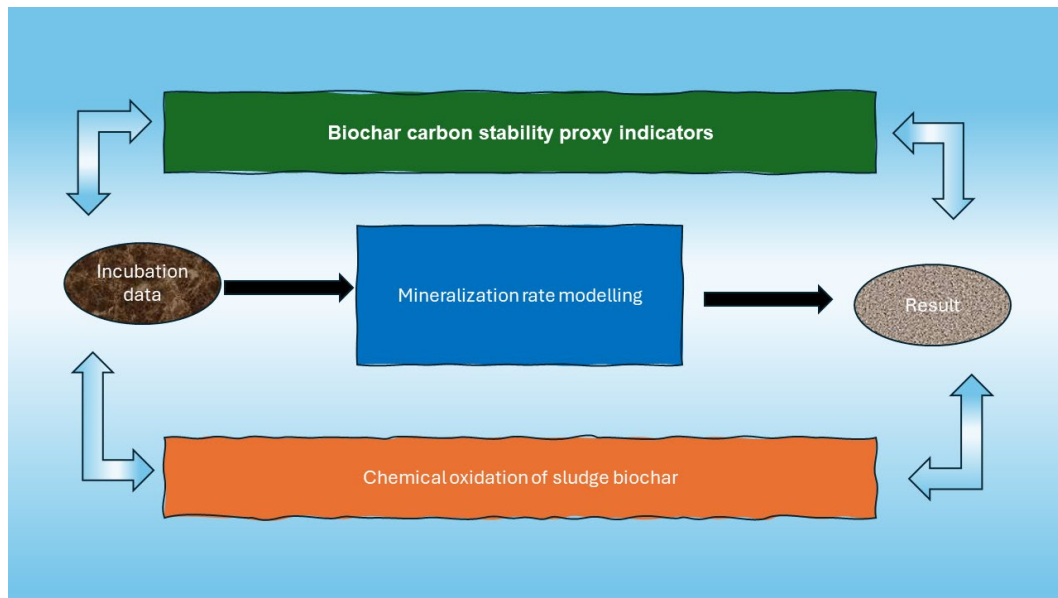 Biochar carbon stability proxy indicators
Incubation
data
Mineralization rate modelling
Result
Chemical oxidation of sludge biochar